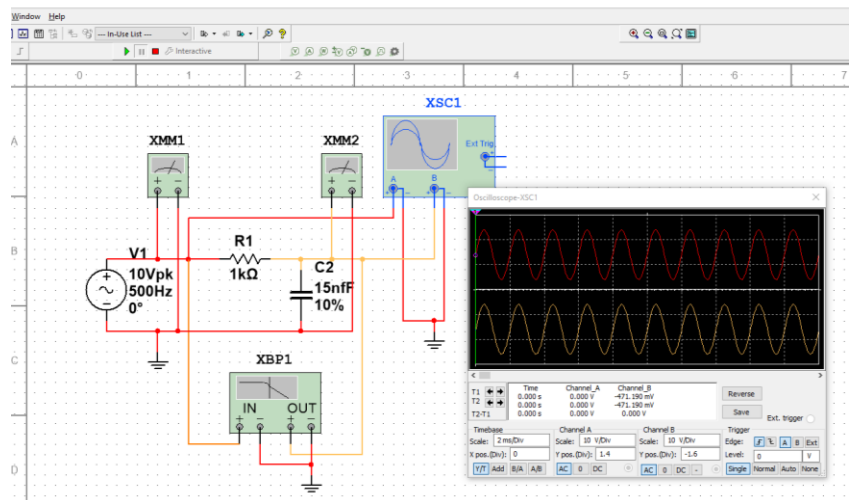 Window Help
--- In-Use List ---
Interactive
0 1 2 3 4 5 6 7
A
B
C
D
XSC1
XMM1
XMM2
Ext Trig
+ -
A B
V1
10Vpk
500Hz
0°
R1
1kΩ
C2
15nfF
10%
XBP1
IN OUT
Oscilloscope-XSC1
Time Channel_A Channel_B
T1 0.000 s 0.000 V -471.190 mV
T2 0.000 s 0.000 V -471.190 mV
T2-T1 0.000 s 0.000 V 0.000 V
Reverse
Save
Ext. trigger
Timebase
Scale: 2 ms/Div
X pos.(Div): 0
Y/T Add B/A A/B
Channel A
Scale: 10 V/Div
Y pos.(Div): 1.4
AC 0 DC
Channel B
Scale: 10 V/Div
Y pos.(Div): -1.6
AC 0 DC -
Trigger
Edge: A B Ext
Level: 0 V
Single Normal Auto None